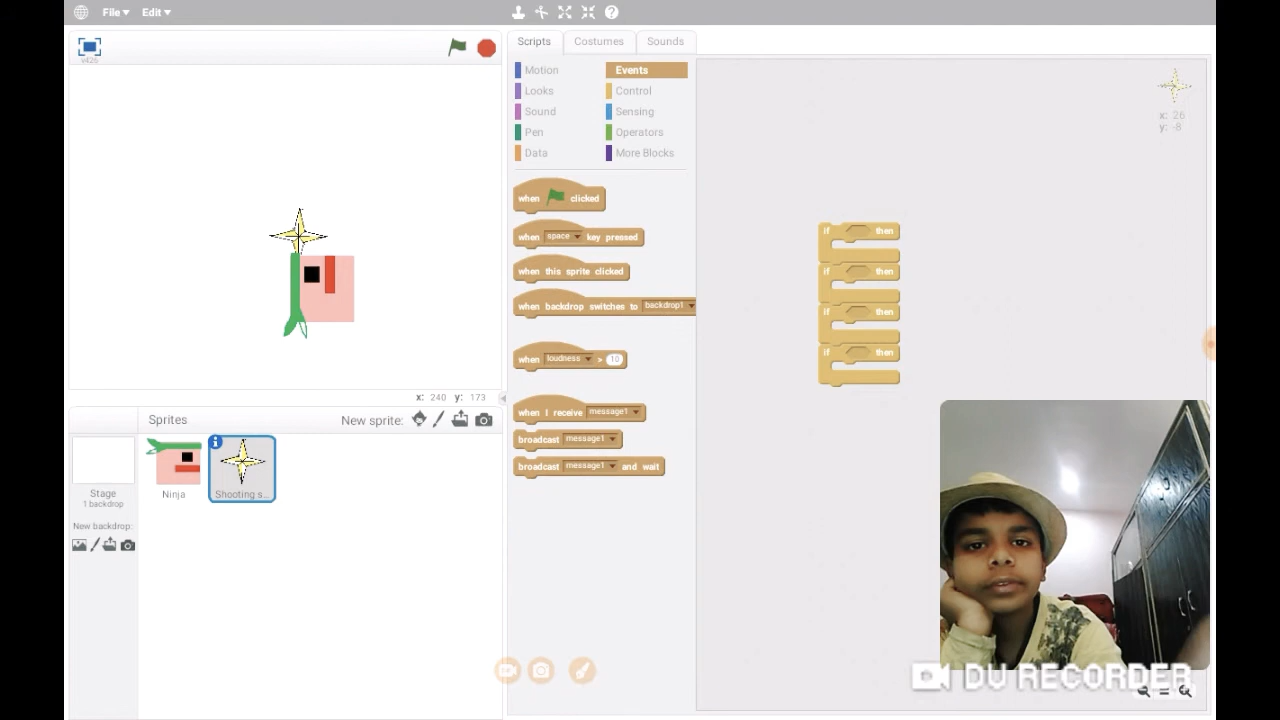 File Edit
v426
Scripts Costumes Sounds
Motion Events
Looks Control
Sound Sensing
Pen Operators
Data More Blocks
when clicked
when space key pressed
when this sprite clicked
when backdrop switches to backdrop1
when loudness > 10
when I receive message1
broadcast message1
broadcast message1 and wait
x: 26
y: -8
if then
if then
if then
if then
x: 240 y: 173
Sprites New sprite:
Stage
1 backdrop
New backdrop:
Ninja
Shooting s...
DU RECORDER